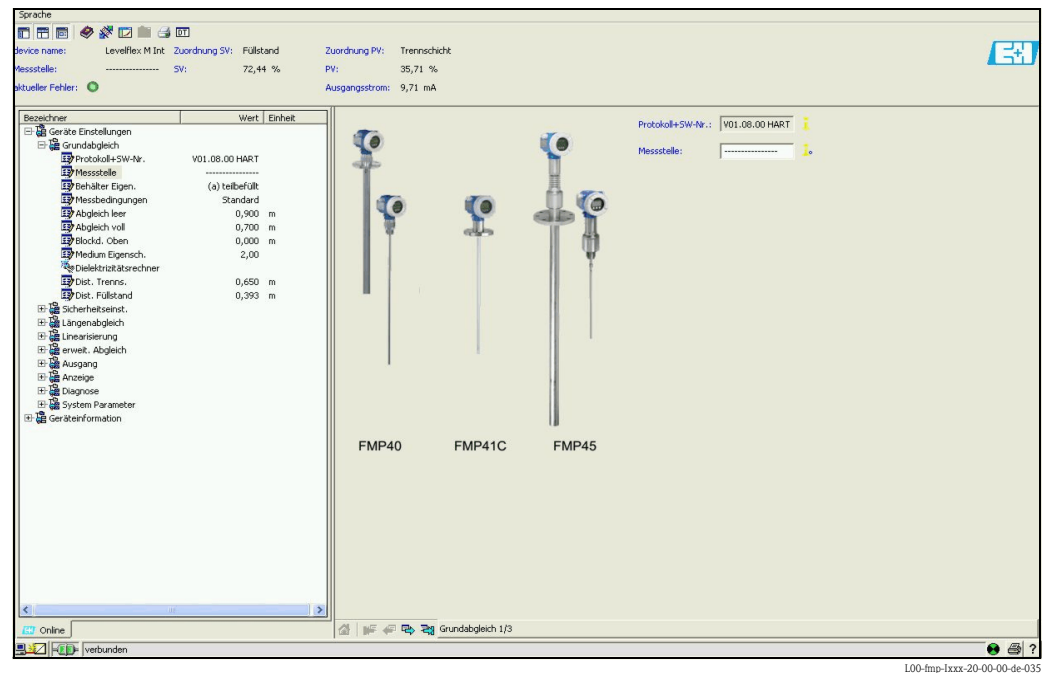 Sprache
DT
device name: Levelflex M Int Zuordnung SV: Füllstand Zuordnung PV: Trennschicht
Messstelle: ---------------- SV: 72,44 % PV: 35,71 %
aktueller Fehler: Ausgangsstrom: 9,71 mA
E+H
Bezeichner Wert Einheit
Geräte Einstellungen
Grundabgleich
Protokoll+SW-Nr. V01.08.00 HART
Messstelle ----------------
Behälter Eigen. (a) teilbefüllt
Messbedingungen Standard
Abgleich leer 0,900 m
Abgleich voll 0,700 m
Blockd. Oben 0,000 m
Medium Eigensch. 2,00
Dielektrizitätsrechner
Dist. Trenns. 0,650 m
Dist. Füllstand 0,393 m
Sicherheitseinst.
Längenabgleich
Linearisierung
erweit. Abgleich
Ausgang
Anzeige
Diagnose
System Parameter
Geräteinformation
Protokoll+SW-Nr.: V01.08.00 HART
Messstelle: ----------------
FMP40 FMP41C FMP45
Online
Grundabgleich 1/3
verbunden
?
L00-fmp-Ixxx-20-00-00-de-035